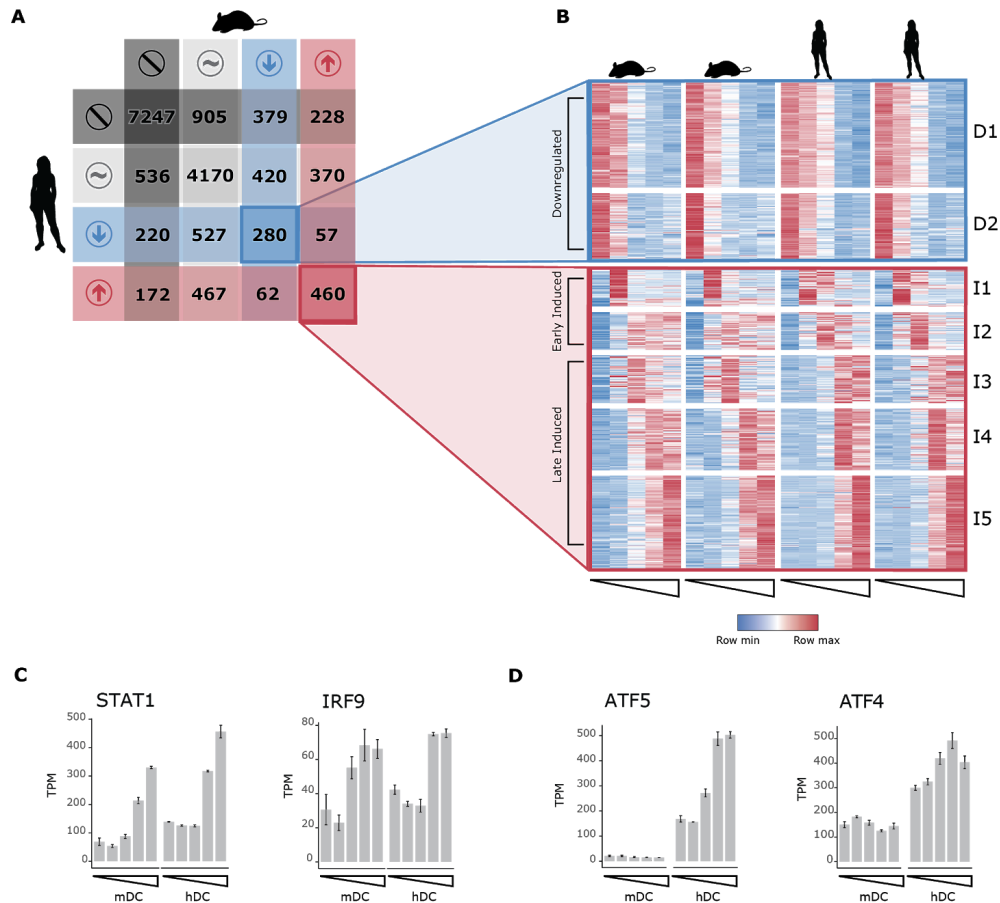 A
B
7247 905 379 228
536 4170 420 370
220 527 280 57
172 467 62 460
Downregulated
D1
D2
Early Induced
I1
I2
Late Induced
I3
I4
I5
Row min Row max
C
STAT1
TPM
500
400
300
200
100
0
mDC hDC
IRF9
TPM
80
60
40
20
0
mDC hDC
D
ATF5
TPM
500
400
300
200
100
0
mDC hDC
ATF4
TPM
500
400
300
200
100
0
mDC hDC